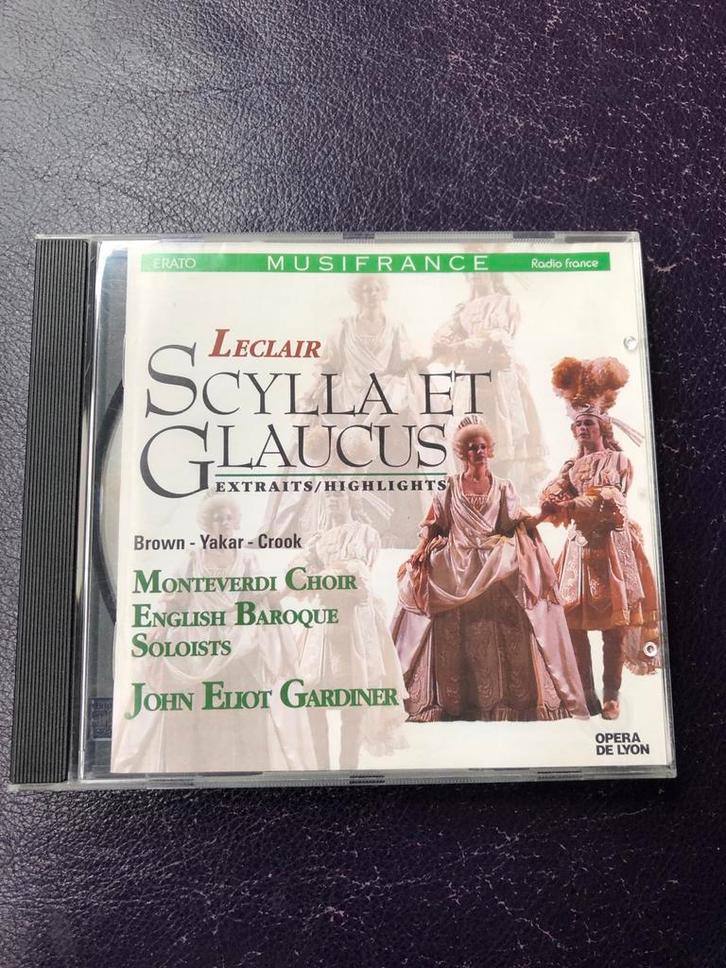 ERATO MUSIFRANCE Radio france
LECLAIR
SCYLLA ET
GLAUCUS
EXTRAITS/HIGHLIGHTS
Brown - Yakar - Crook
MONTEVERDI CHOIR
ENGLISH BAROQUE
SOLOISTS
JOHN ELIOT GARDINER
OPERA
DE LYON